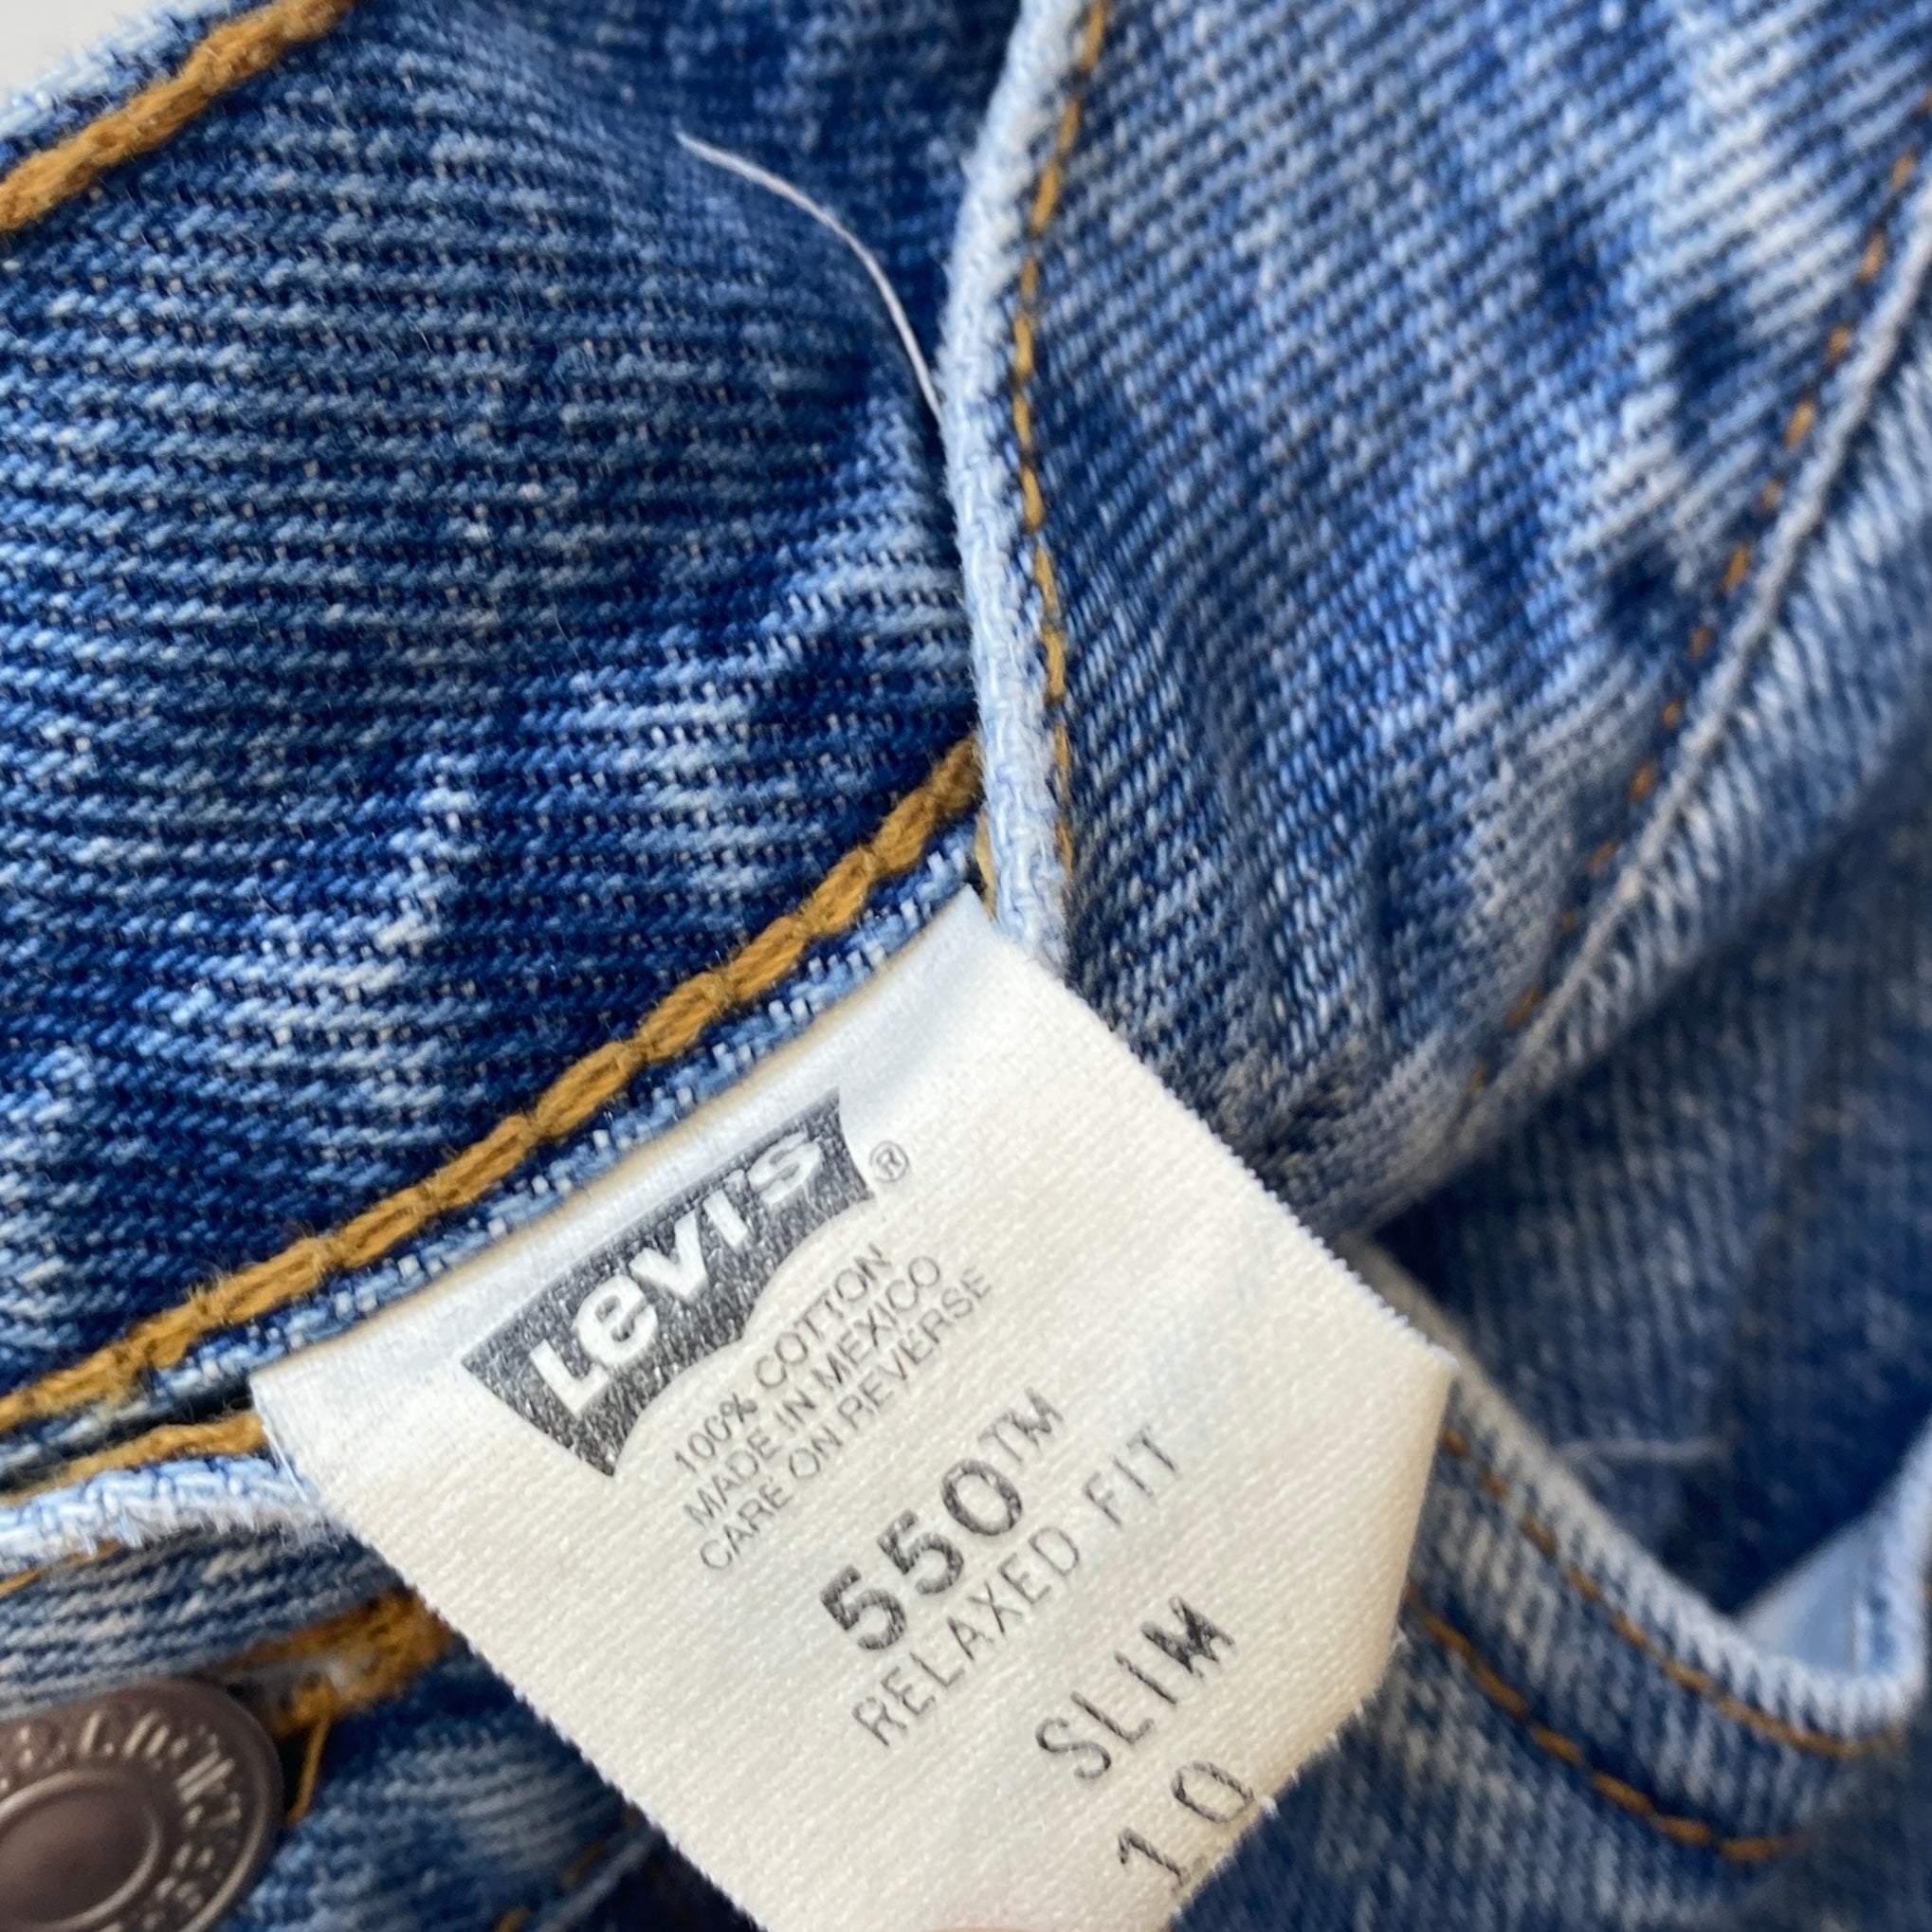 Levi's®
100% COTTON
MADE IN MEXICO
CARE ON REVERSE
550™
RELAXED FIT
SLIM
10